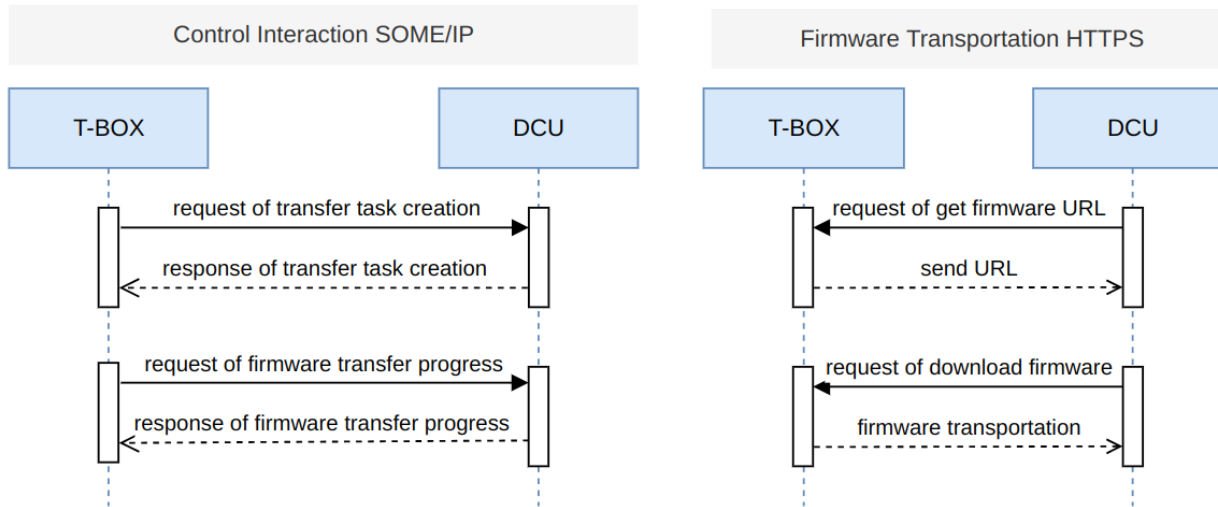 Control Interaction SOME/IP
T-BOX
DCU
request of transfer task creation
response of transfer task creation
request of firmware transfer progress
response of firmware transfer progress
Firmware Transportation HTTPS
T-BOX
DCU
request of get firmware URL
send URL
request of download firmware
firmware transportation